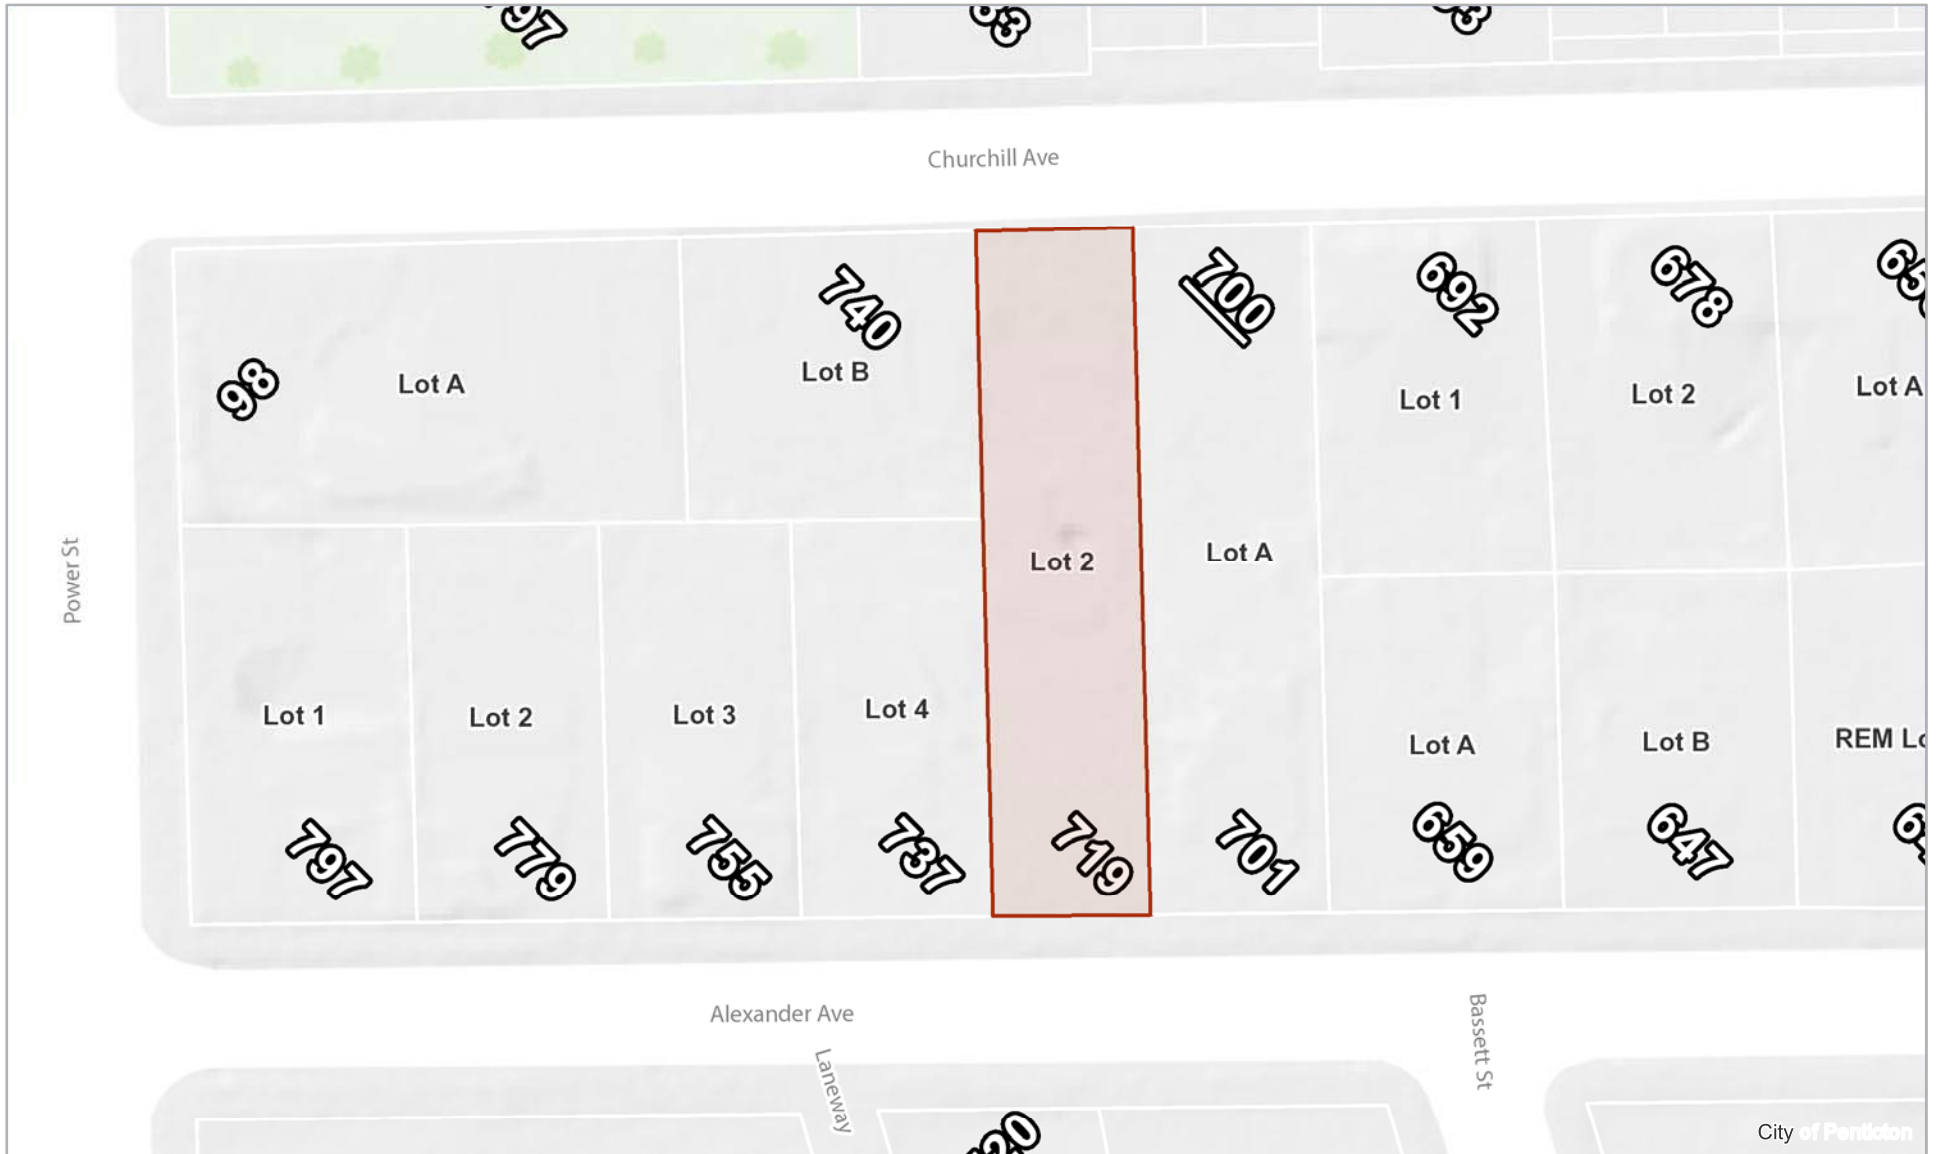 Churchill Ave
740
700
692
678
98
Lot A
Lot B
Lot 1
Lot 2
Lot A
Power St
Lot 2
Lot A
Lot 1
Lot 2
Lot 3
Lot 4
Lot A
Lot B
REM
797
779
755
737
719
701
659
647
Alexander Ave
Laneway
Bassett St
City of Penticton